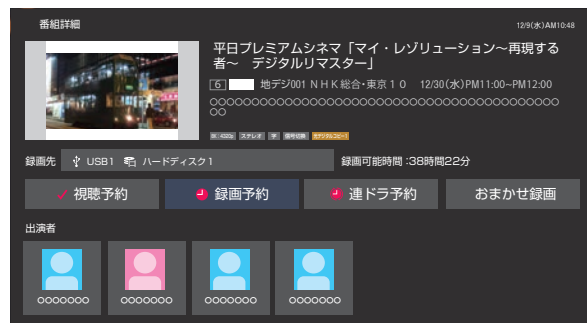 番組詳細
12/9(水)AM10:48
平日プレミアムシネマ「マイ・レゾリューション～再現する
者～　デジタルリマスター」
6 地デジ001 ＮＨＫ総合・東京１０ 12/30(水)PM11:00~PM12:00
○○○○○○○○○○○○○○○○○○○○○○○○○○○○○○○○○○○○○○○○○
○○
ステレオ 字 信号切換
録画先 USB1 ハードディスク1 録画可能時間:38時間22分
視聴予約 録画予約 連ドラ予約 おまかせ録画
出演者
○○○○○○○ ○○○○○○○ ○○○○○○○ ○○○○○○○